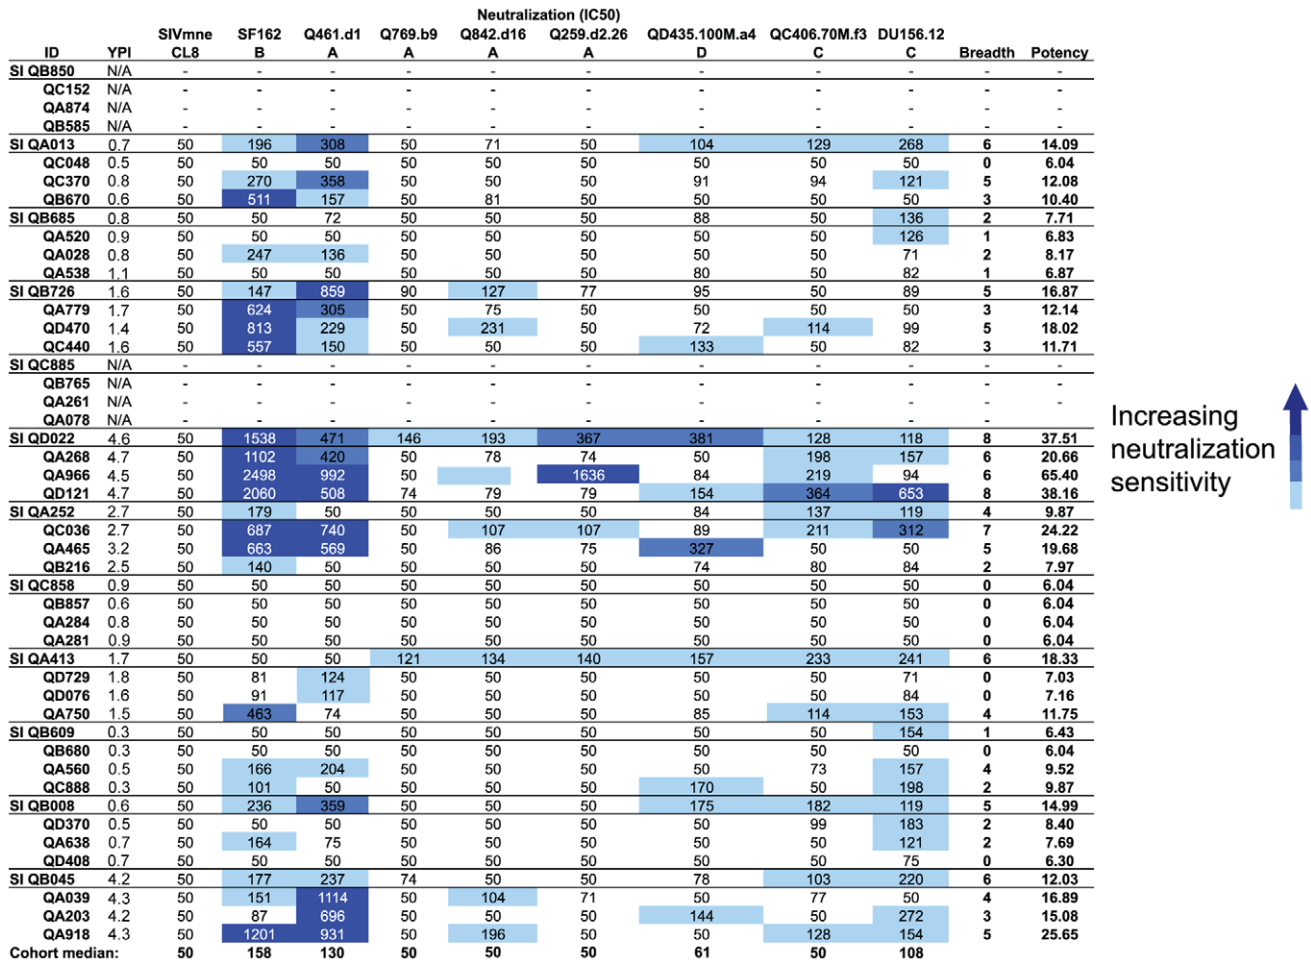 Neutralization (IC50)
SIVmne SF162 Q461.d1 Q769.b9 Q842.d16 Q259.d2.26 QD435.100M.a4 QC406.70M.f3 DU156.12
ID YPI CL8 B A A A A D C C Breadth Potency
SI QB850 N/A - - - - - - - - - - -
QC152 N/A - - - - - - - - - - -
QA874 N/A - - - - - - - - - - -
QB585 N/A - - - - - - - - - - -
SI QA013 0.7 50 196 308 50 71 50 104 129 268 6 14.09
QC048 0.5 50 50 50 50 50 50 50 50 50 0 6.04
QC370 0.8 50 270 358 50 50 50 91 94 121 5 12.08
QB670 0.6 50 511 157 50 81 50 50 50 50 3 10.40
SI QB685 0.8 50 50 72 50 50 50 88 50 136 2 7.71
QA520 0.9 50 50 50 50 50 50 50 50 126 1 6.83
QA028 0.8 50 247 136 50 50 50 50 50 71 2 8.17
QA538 1.1 50 50 50 50 50 50 80 50 82 1 6.87
SI QB726 1.6 50 147 859 90 127 77 95 50 89 5 16.87
QA779 1.7 50 624 305 50 75 50 50 50 50 3 12.14
QD470 1.4 50 813 229 50 231 50 72 114 99 5 18.02
QC440 1.6 50 557 150 50 50 50 133 50 82 3 11.71
SI QC885 N/A - - - - - - - - - - -
QB765 N/A - - - - - - - - - - -
QA261 N/A - - - - - - - - - - -
QA078 N/A - - - - - - - - - - -
SI QD022 4.6 50 1538 471 146 193 367 381 128 118 8 37.51
QA268 4.7 50 1102 420 50 78 74 50 198 157 6 20.66
QA966 4.5 50 2498 992 50 1636 84 219 94 6 65.40
QD121 4.7 50 2060 508 74 79 79 154 364 653 8 38.16
SI QA252 2.7 50 179 50 50 50 50 84 137 119 4 9.87
QC036 2.7 50 687 740 50 107 107 89 211 312 7 24.22
QA465 3.2 50 663 569 50 86 75 327 50 50 5 19.68
QB216 2.5 50 140 50 50 50 50 74 80 84 2 7.97
SI QC858 0.9 50 50 50 50 50 50 50 50 50 0 6.04
QB857 0.6 50 50 50 50 50 50 50 50 50 0 6.04
QA284 0.8 50 50 50 50 50 50 50 50 50 0 6.04
QA281 0.9 50 50 50 50 50 50 50 50 50 0 6.04
SI QA413 1.7 50 50 50 121 134 140 157 233 241 6 18.33
QD729 1.8 50 81 124 50 50 50 50 50 71 0 7.03
QD076 1.6 50 91 117 50 50 50 50 50 84 0 7.16
QA750 1.5 50 463 74 50 50 50 85 114 153 4 11.75
SI QB609 0.3 50 50 50 50 50 50 50 50 154 1 6.43
QB680 0.3 50 50 50 50 50 50 50 50 50 0 6.04
QA560 0.5 50 166 204 50 50 50 50 73 157 4 9.52
QC888 0.3 50 101 50 50 50 50 170 50 198 2 9.87
SI QB008 0.6 50 236 359 50 50 50 175 182 119 5 14.99
QD370 0.5 50 50 50 50 50 50 50 99 183 2 8.40
QA638 0.7 50 164 75 50 50 50 50 50 121 2 7.69
QD408 0.7 50 50 50 50 50 50 50 50 75 0 6.30
SI QB045 4.2 50 177 237 74 50 50 78 103 220 6 12.03
QA039 4.3 50 151 1114 50 104 71 50 77 50 4 16.89
QA203 4.2 50 87 696 50 50 50 144 50 272 3 15.08
QA918 4.3 50 1201 931 50 196 50 50 128 154 5 25.65
Cohort median: 50 158 130 50 50 50 61 50 108
Increasing
neutralization
sensitivity